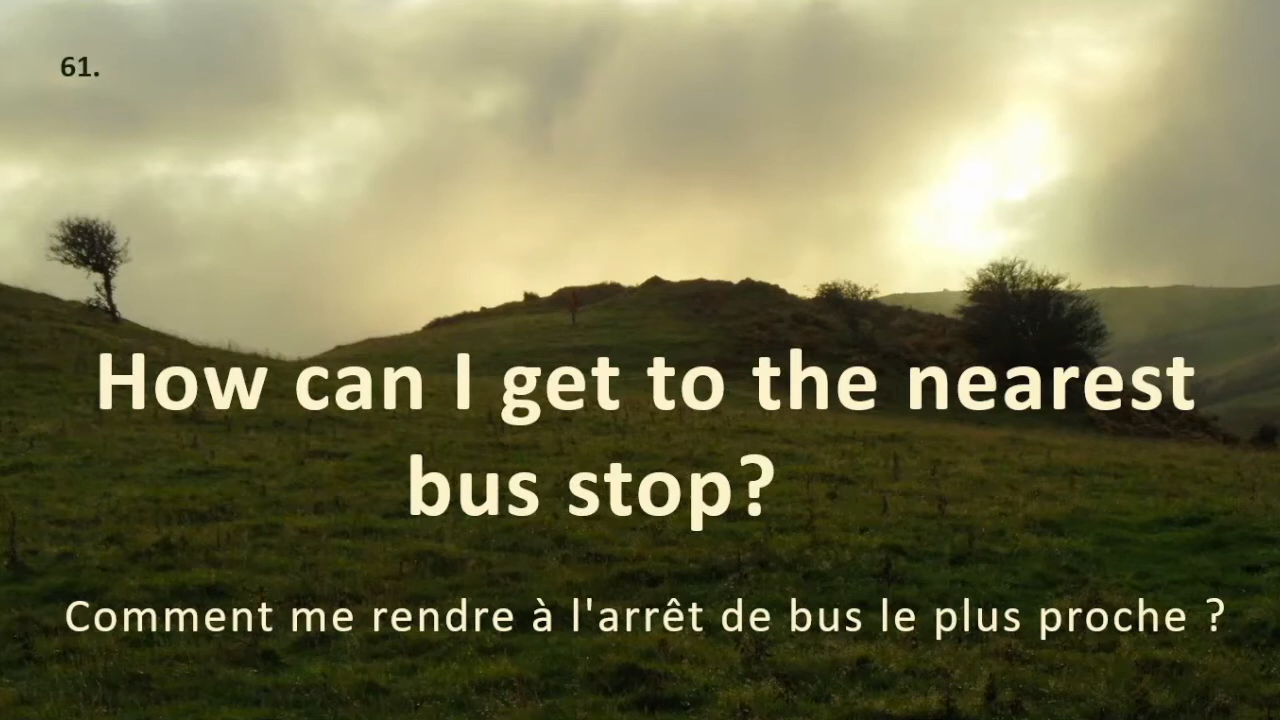 61.
How can I get to the nearest
bus stop?
Comment me rendre à l'arrêt de bus le plus proche ?